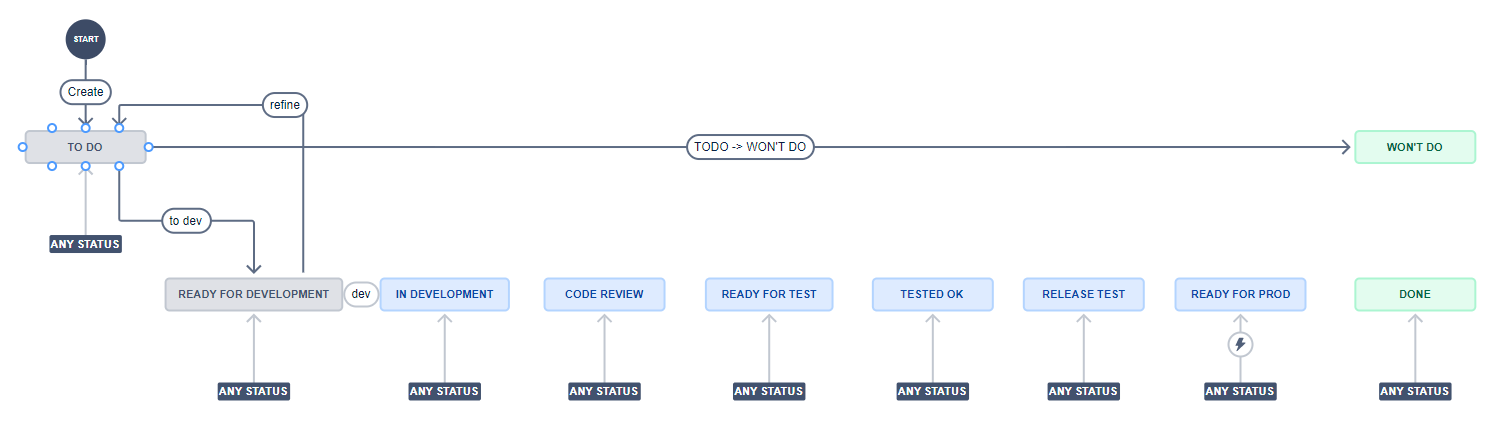 START
Create
refine
TO DO
TODO -> WON'T DO
WON'T DO
to dev
ANY STATUS
READY FOR DEVELOPMENT
dev
IN DEVELOPMENT
CODE REVIEW
READY FOR TEST
TESTED OK
RELEASE TEST
READY FOR PROD
DONE
ANY STATUS
ANY STATUS
ANY STATUS
ANY STATUS
ANY STATUS
ANY STATUS
ANY STATUS
ANY STATUS